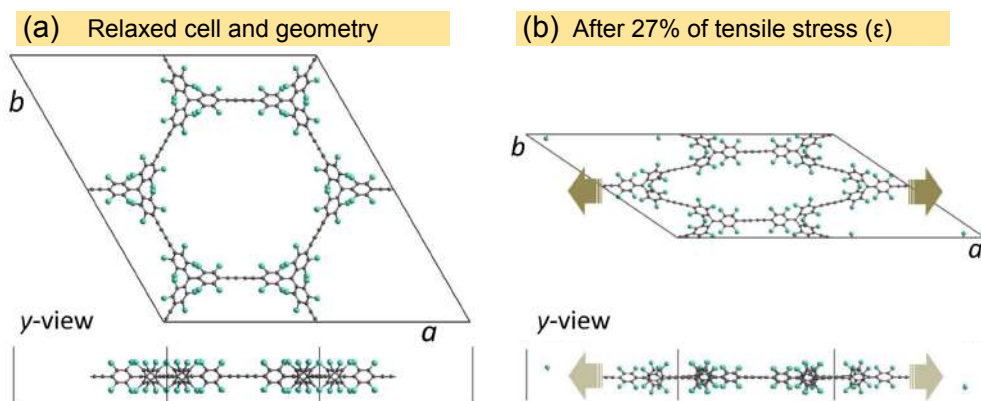 (a) Relaxed cell and geometry
b
a
y-view
(b) After 27% of tensile stress (ε)
b
a
y-view